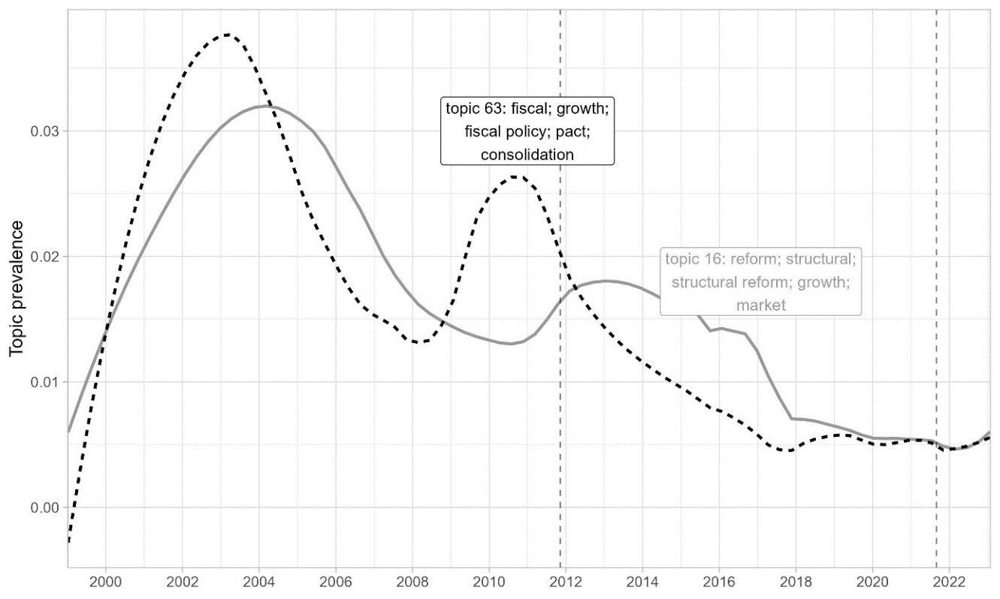 topic 63: fiscal; growth;
fiscal policy; pact;
consolidation
topic 16: reform; structural;
structural reform; growth;
market
Topic prevalence
0.03
0.02
0.01
0.00
2000 2002 2004 2006 2008 2010 2012 2014 2016 2018 2020 2022